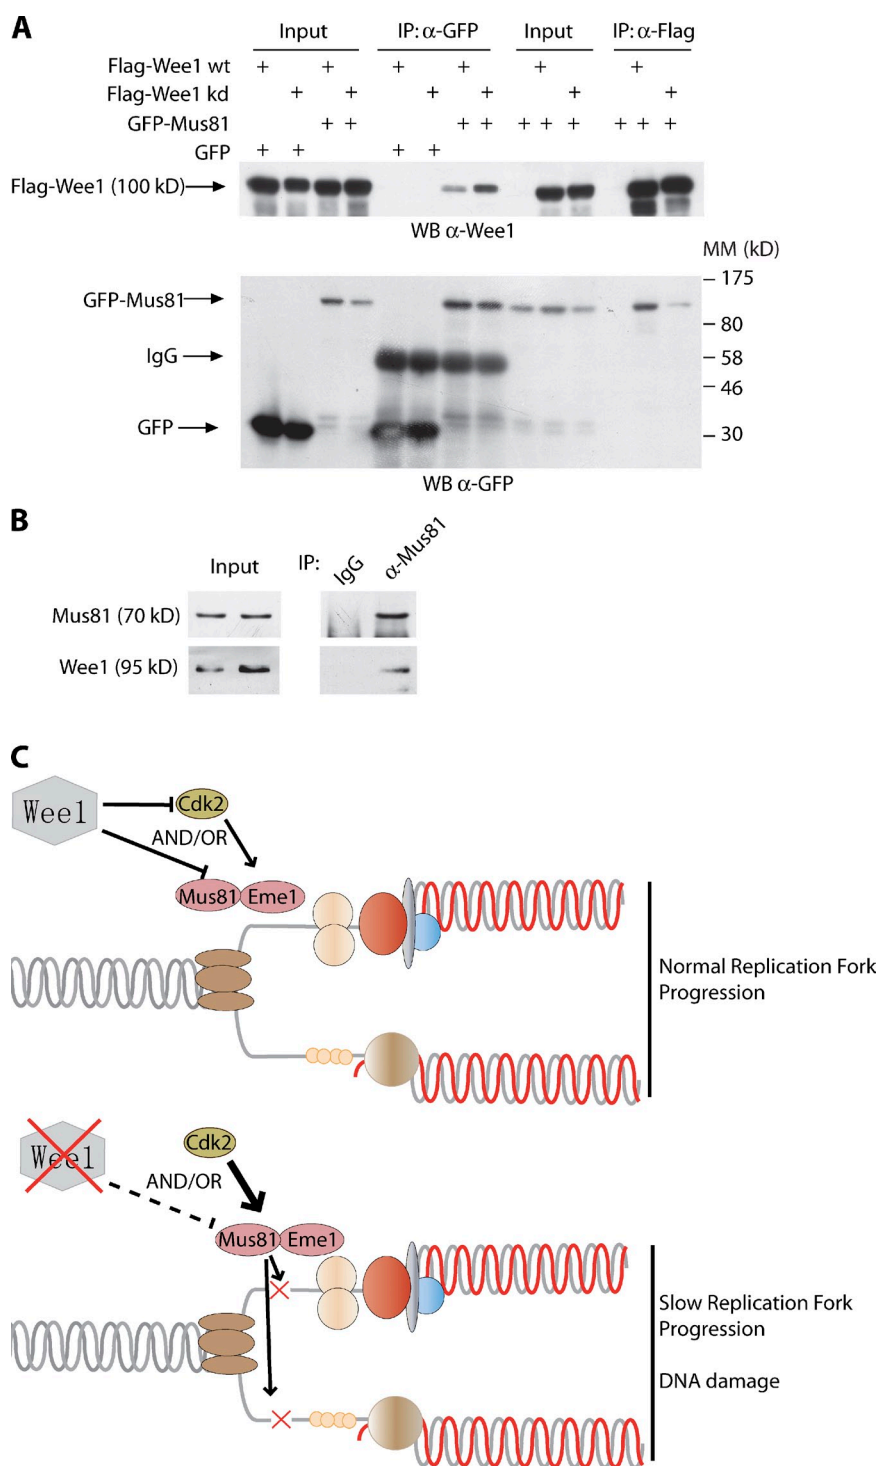 A
Input IP: α-GFP Input IP: α-Flag
Flag-Wee1 wt + + + + + +
Flag-Wee1 kd + + + + + +
GFP-Mus81 + + + + + + + + + +
GFP + + + +
Flag-Wee1 (100 kD)
WB α-Wee1
MM (kD)
GFP-Mus81
IgG
GFP
175
80
58
46
30
WB α-GFP
B
Input IP: IgG α-Mus81
Mus81 (70 kD)
Wee1 (95 kD)
C
Wee1 Cdk2
AND/OR
Mus81 Eme1
Normal Replication Fork
Progression
Wee1 Cdk2
AND/OR
Mus81 Eme1
Slow Replication Fork
Progression
DNA damage